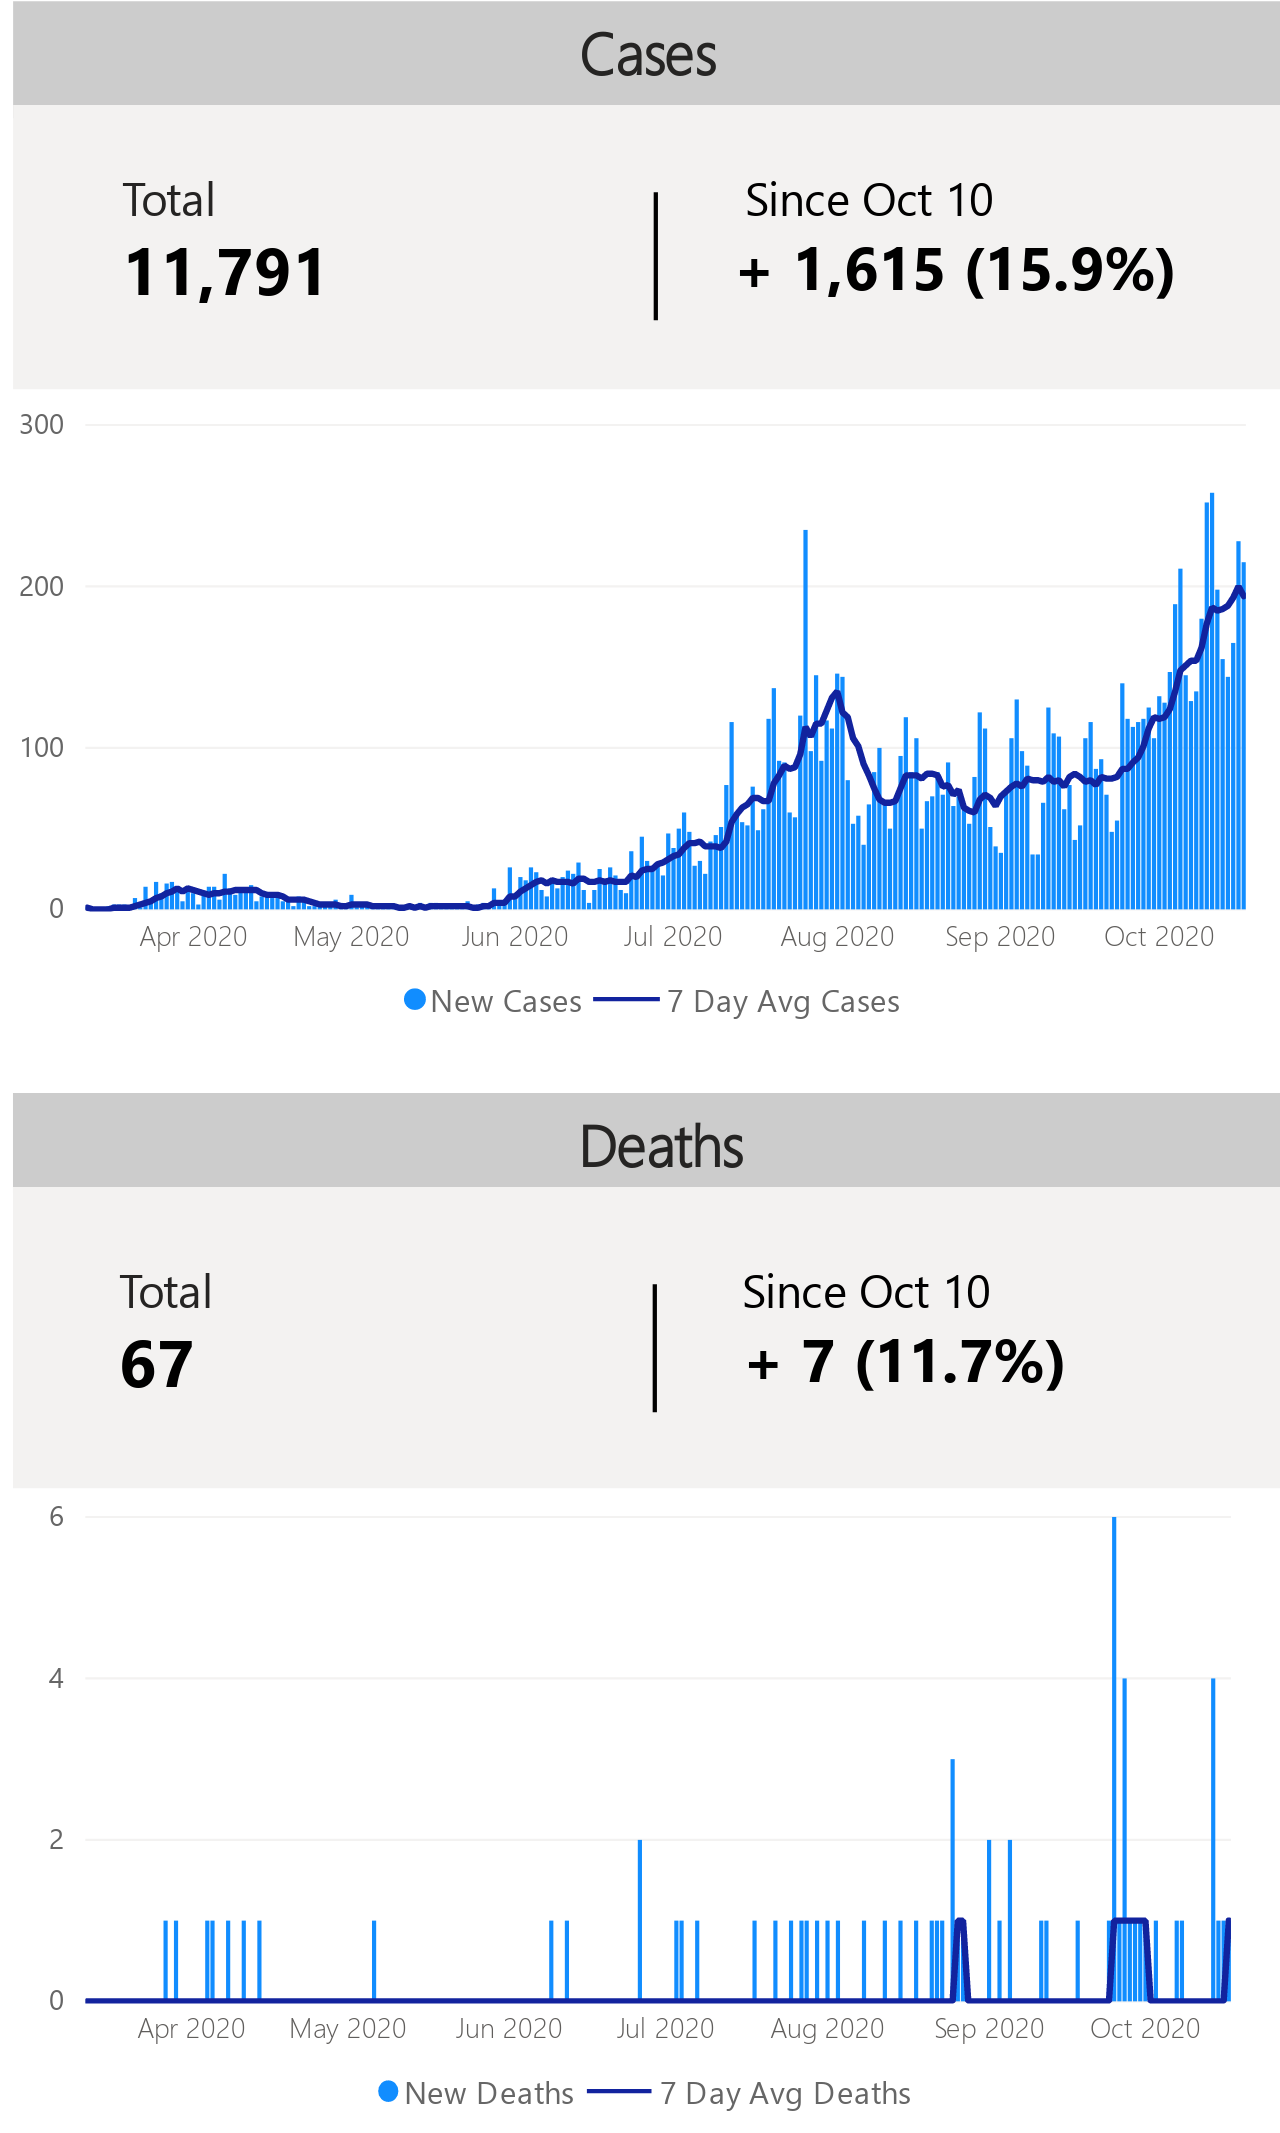 Cases
Total
Since Oct 10
11,791
+ 1,615 (15.9%)
300
200
100
0
Apr 2020 May 2020 Jun 2020 Jul 2020 Aug 2020 Sep 2020 Oct 2020
New Cases 7 Day Avg Cases
Deaths
Total
Since Oct 10
67
+ 7 (11.7%)
6
4
2
0
Apr 2020 May 2020 Jun 2020 Jul 2020 Aug 2020 Sep 2020 Oct 2020
New Deaths 7 Day Avg Deaths